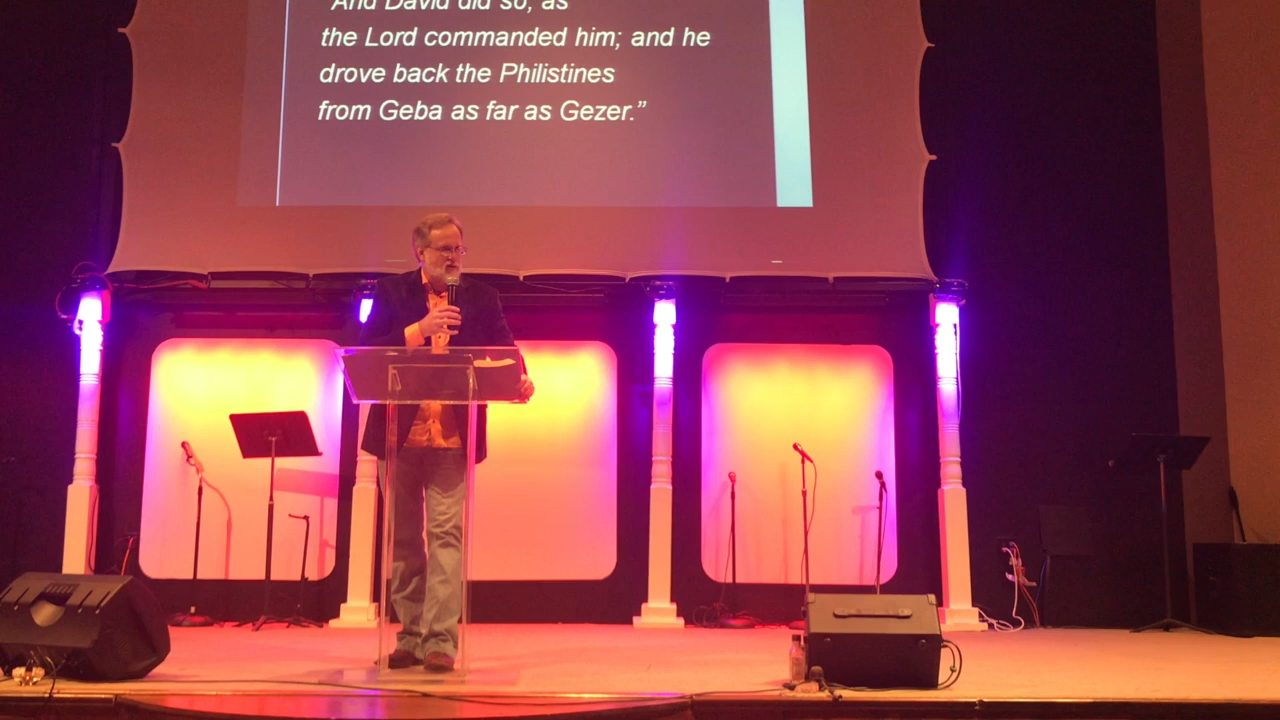 "And David did so, as
the Lord commanded him; and he
drove back the Philistines
from Geba as far as Gezer."